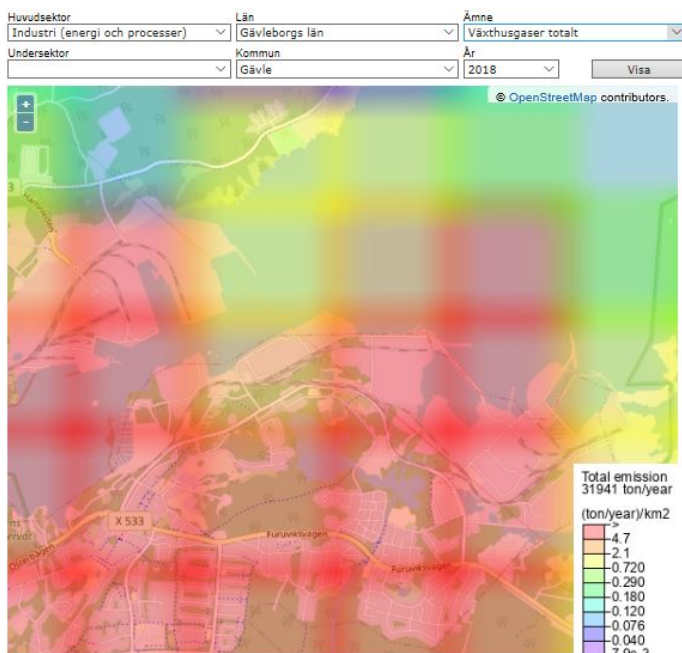 Huvudsektor Län Ämne
Industri (energi och processer) Gävleborgs län Växthusgaser totalt
Undersektor Kommun År
Gävle 2018 Visa
+
© OpenStreetMap contributors.
-
3
X 533
Furuviksvägen
Furuviksvägen
Total emission
31941 ton/year
(ton/year)/km2
>
4.7
2.1
0.720
0.290
0.180
0.120
0.076
0.040